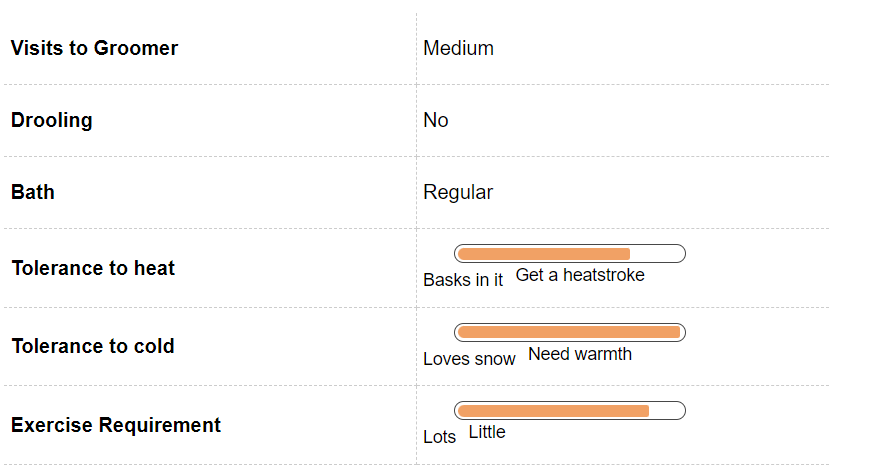 Visits to Groomer Medium
Drooling No
Bath Regular
Tolerance to heat
Basks in it Get a heatstroke
Tolerance to cold
Loves snow Need warmth
Exercise Requirement
Lots Little